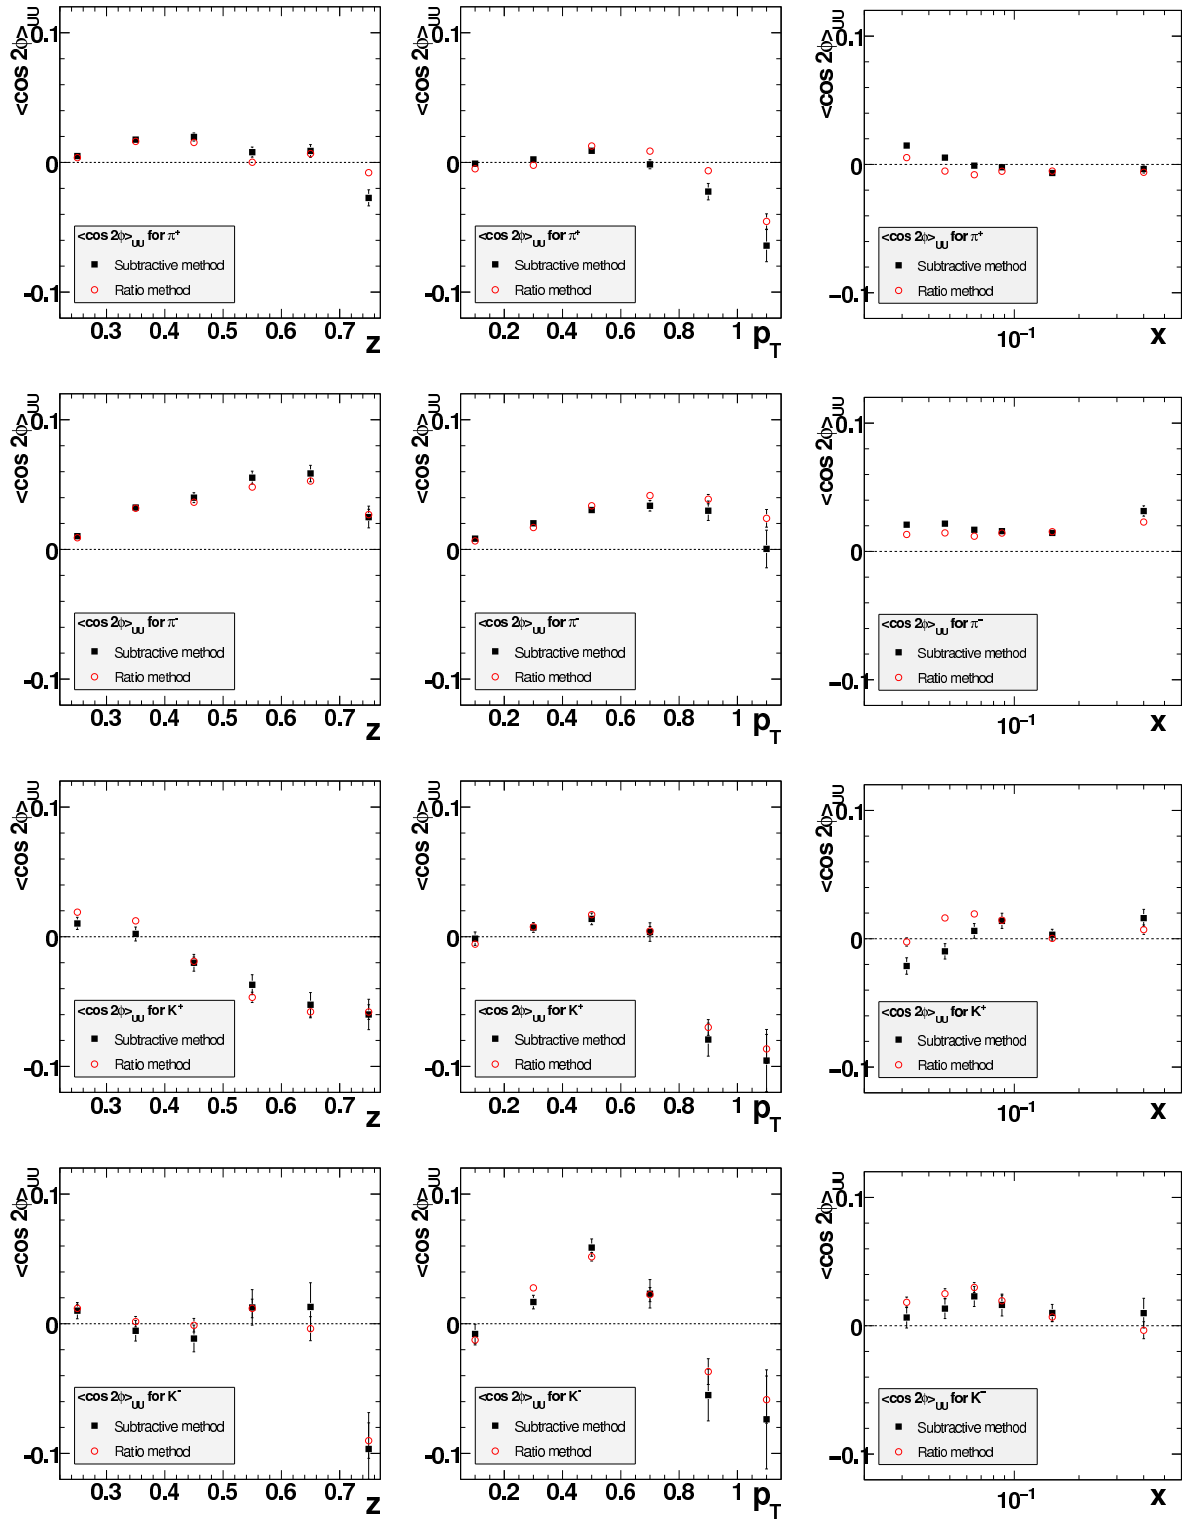 <cos 2ϕ>UU
0.1
0
-0.1
<cos 2ϕ>UU for π+
Subtractive method
Ratio method
0.3 0.4 0.5 0.6 0.7
z
<cos 2ϕ>UU
0.1
0
-0.1
<cos 2ϕ>UU for π+
Subtractive method
Ratio method
0.2 0.4 0.6 0.8 1
pT
<cos 2ϕ>UU
0.1
0
-0.1
<cos 2ϕ>UU for π+
Subtractive method
Ratio method
10−1
x
<cos 2ϕ>UU
0.1
0
-0.1
<cos 2ϕ>UU for π-
Subtractive method
Ratio method
0.3 0.4 0.5 0.6 0.7
z
<cos 2ϕ>UU
0.1
0
-0.1
<cos 2ϕ>UU for π-
Subtractive method
Ratio method
0.2 0.4 0.6 0.8 1
pT
<cos 2ϕ>UU
0.1
0
-0.1
<cos 2ϕ>UU for π-
Subtractive method
Ratio method
10−1
x
<cos 2ϕ>UU
0.1
0
-0.1
<cos 2ϕ>UU for K+
Subtractive method
Ratio method
0.3 0.4 0.5 0.6 0.7
z
<cos 2ϕ>UU
0.1
0
-0.1
<cos 2ϕ>UU for K+
Subtractive method
Ratio method
0.2 0.4 0.6 0.8 1
pT
<cos 2ϕ>UU
0.1
0
-0.1
<cos 2ϕ>UU for K+
Subtractive method
Ratio method
10−1
x
<cos 2ϕ>UU
0.1
0
-0.1
<cos 2ϕ>UU for K-
Subtractive method
Ratio method
0.3 0.4 0.5 0.6 0.7
z
<cos 2ϕ>UU
0.1
0
-0.1
<cos 2ϕ>UU for K-
Subtractive method
Ratio method
0.2 0.4 0.6 0.8 1
pT
<cos 2ϕ>UU
0.1
0
-0.1
<cos 2ϕ>UU for K-
Subtractive method
Ratio method
10−1
x